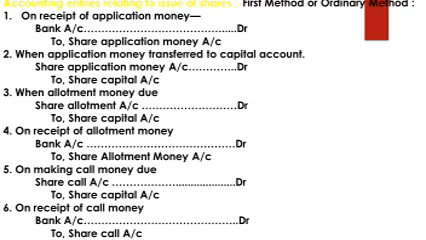 Accounting entries relating to issue of shares : First Method or Ordinary Method :
1. On receipt of application money—
Bank A/c……………………………………...Dr
To, Share application money A/c
2. When application money transferred to capital account.
Share application money A/c…………..Dr
To, Share capital A/c
3. When allotment money due
Share allotment A/c ………………………Dr
To, Share capital A/c
4. On receipt of allotment money
Bank A/c ……………………………………Dr
To, Share Allotment Money A/c
5. On making call money due
Share call A/c ………………......................Dr
To, Share capital A/c
6. On receipt of call money
Bank A/c……………………………………..Dr
To, Share call A/c